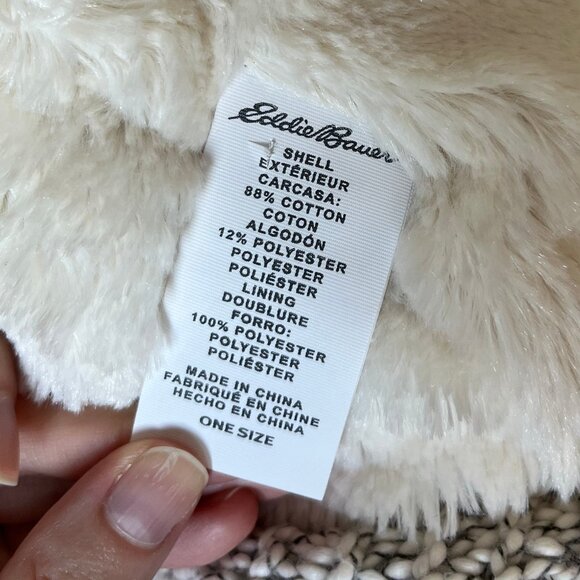 Eddie Bauer
SHELL
EXTÉRIEUR
CARCASA:
88% COTTON
COTON
ALGODÓN
12% POLYESTER
POLYESTER
POLIÉSTER
LINING
DOUBLURE
FORRO:
100% POLYESTER
POLYESTER
POLIÉSTER
MADE IN CHINA
FABRIQUÉ EN CHINE
HECHO EN CHINA
ONE SIZE